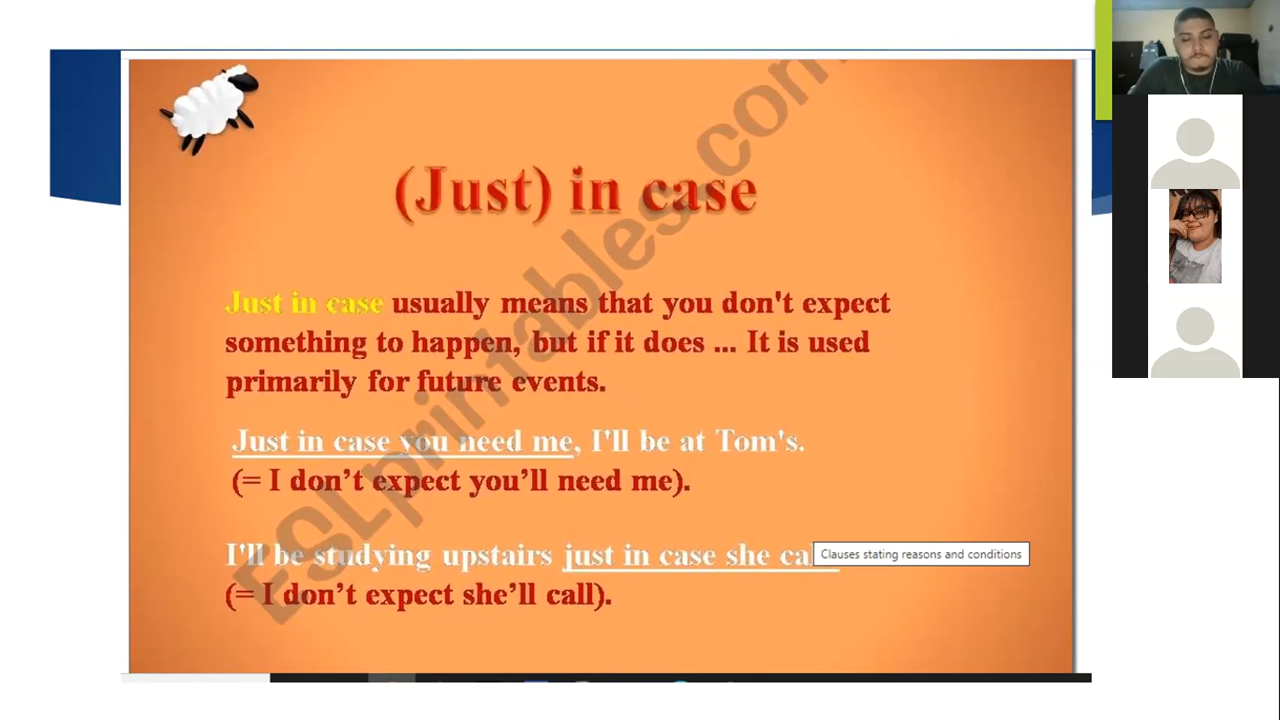 (Just) in case
Just in case usually means that you don't expect
something to happen, but if it does ... It is used
primarily for future events.
Just in case you need me, I'll be at Tom's.
(= I don’t expect you’ll need me).
I'll be studying upstairs just in case she
Clauses stating reasons and conditions
(= I don’t expect she’ll call).
ESLprintables.com